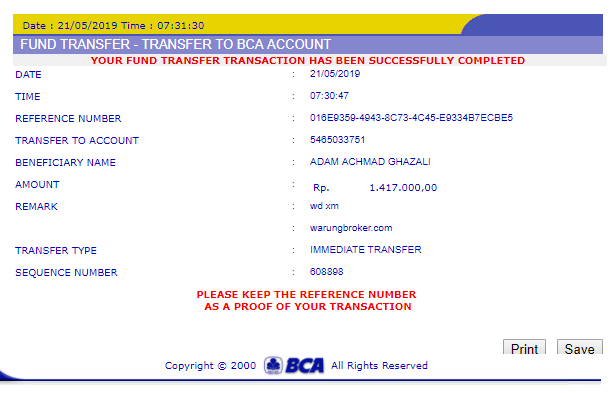 Date : 21/05/2019 Time : 07:31:30
FUND TRANSFER - TRANSFER TO BCA ACCOUNT
YOUR FUND TRANSFER TRANSACTION HAS BEEN SUCCESSFULLY COMPLETED
DATE : 21/05/2019
TIME : 07:30:47
REFERENCE NUMBER : 016E9359-4943-8C73-4C45-E9334B7ECBE5
TRANSFER TO ACCOUNT : 5465033751
BENEFICIARY NAME : ADAM ACHMAD GHAZALI
AMOUNT : Rp. 1.417.000,00
REMARK : wd xm
: warungbroker.com
TRANSFER TYPE : IMMEDIATE TRANSFER
SEQUENCE NUMBER : 608898
PLEASE KEEP THE REFERENCE NUMBER
AS A PROOF OF YOUR TRANSACTION
Print Save
Copyright © 2000 BCA All Rights Reserved